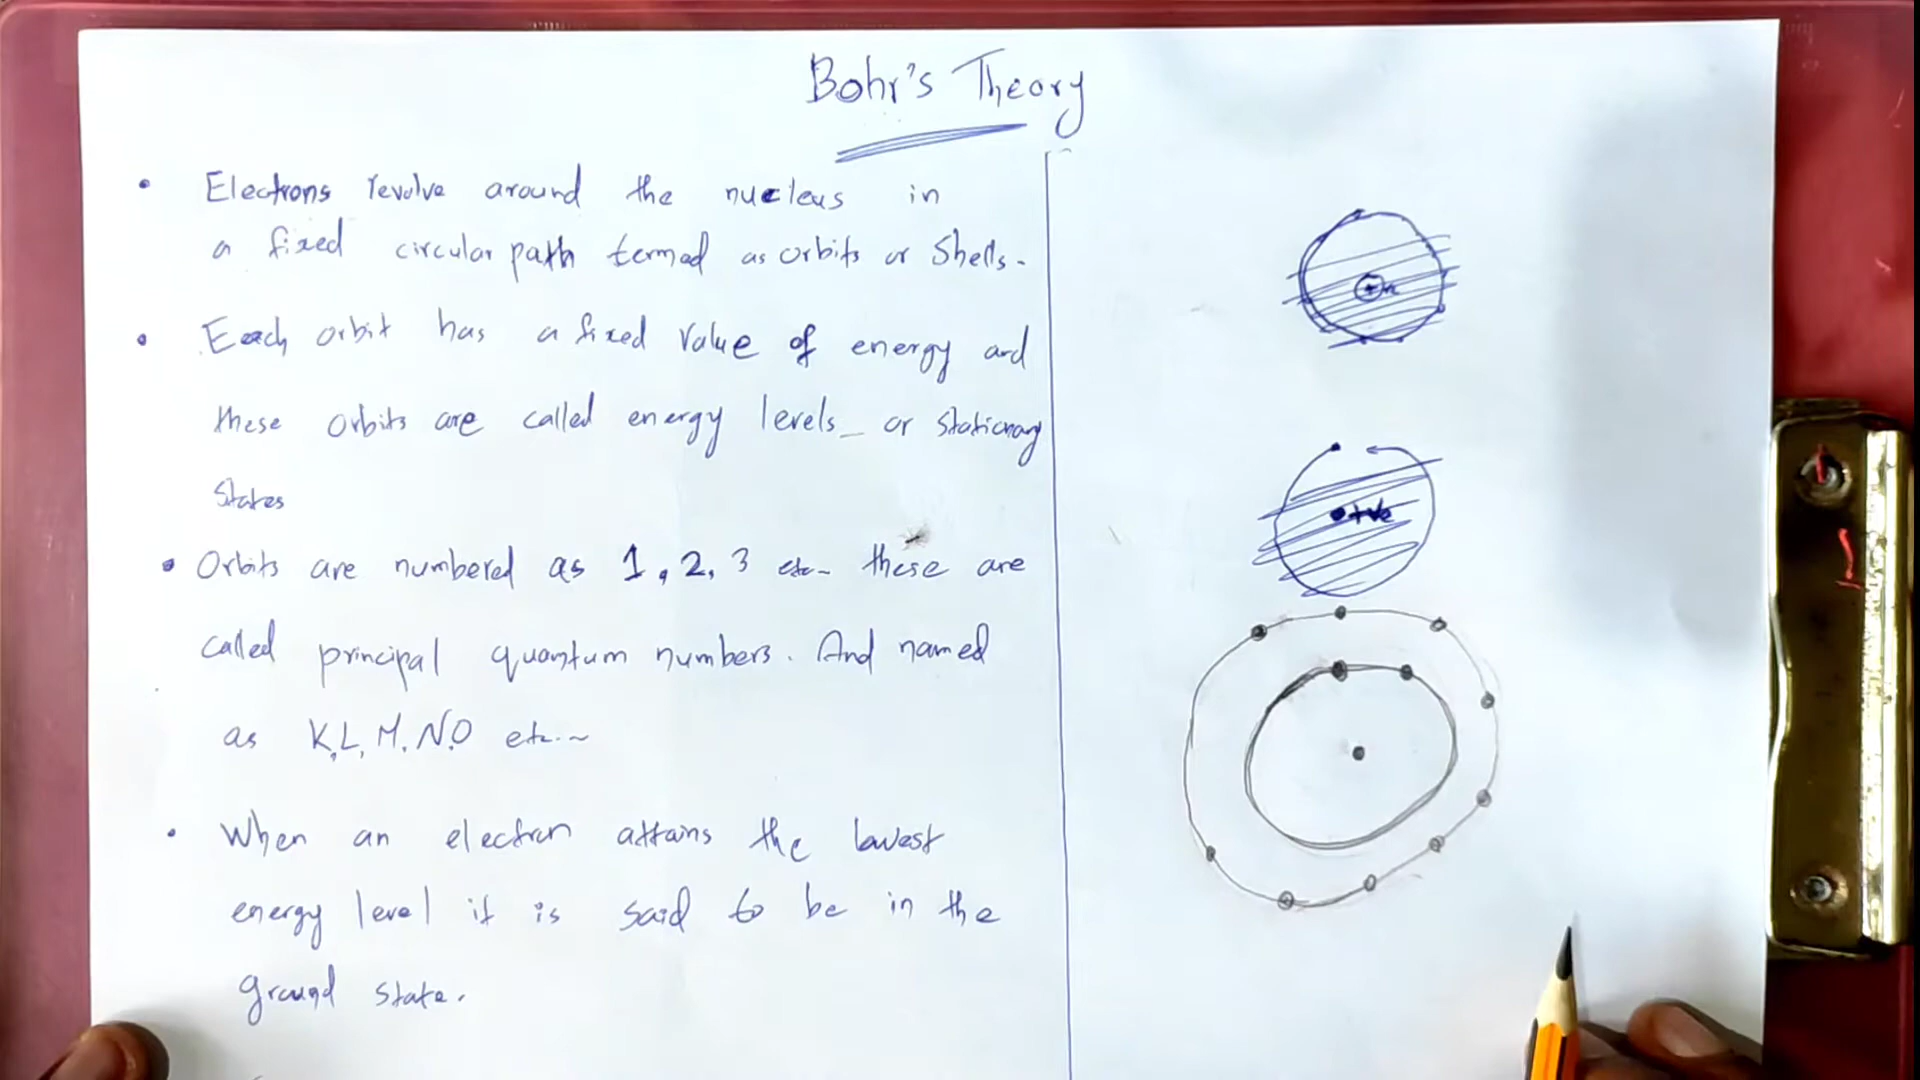 Bohr's Theory
• Electrons revolve around the nucleus in
a fixed circular path termed as orbits or Shells.
• Each orbit has a fixed value of energy and
these orbits are called energy levels or stationary
States
• Orbits are numbered as 1, 2, 3 etc. these are
called principal quantum numbers. And named
as K, L, M, N, O etc...
• When an electron attains the lowest
energy level it is said to be in the
ground state.
+ve